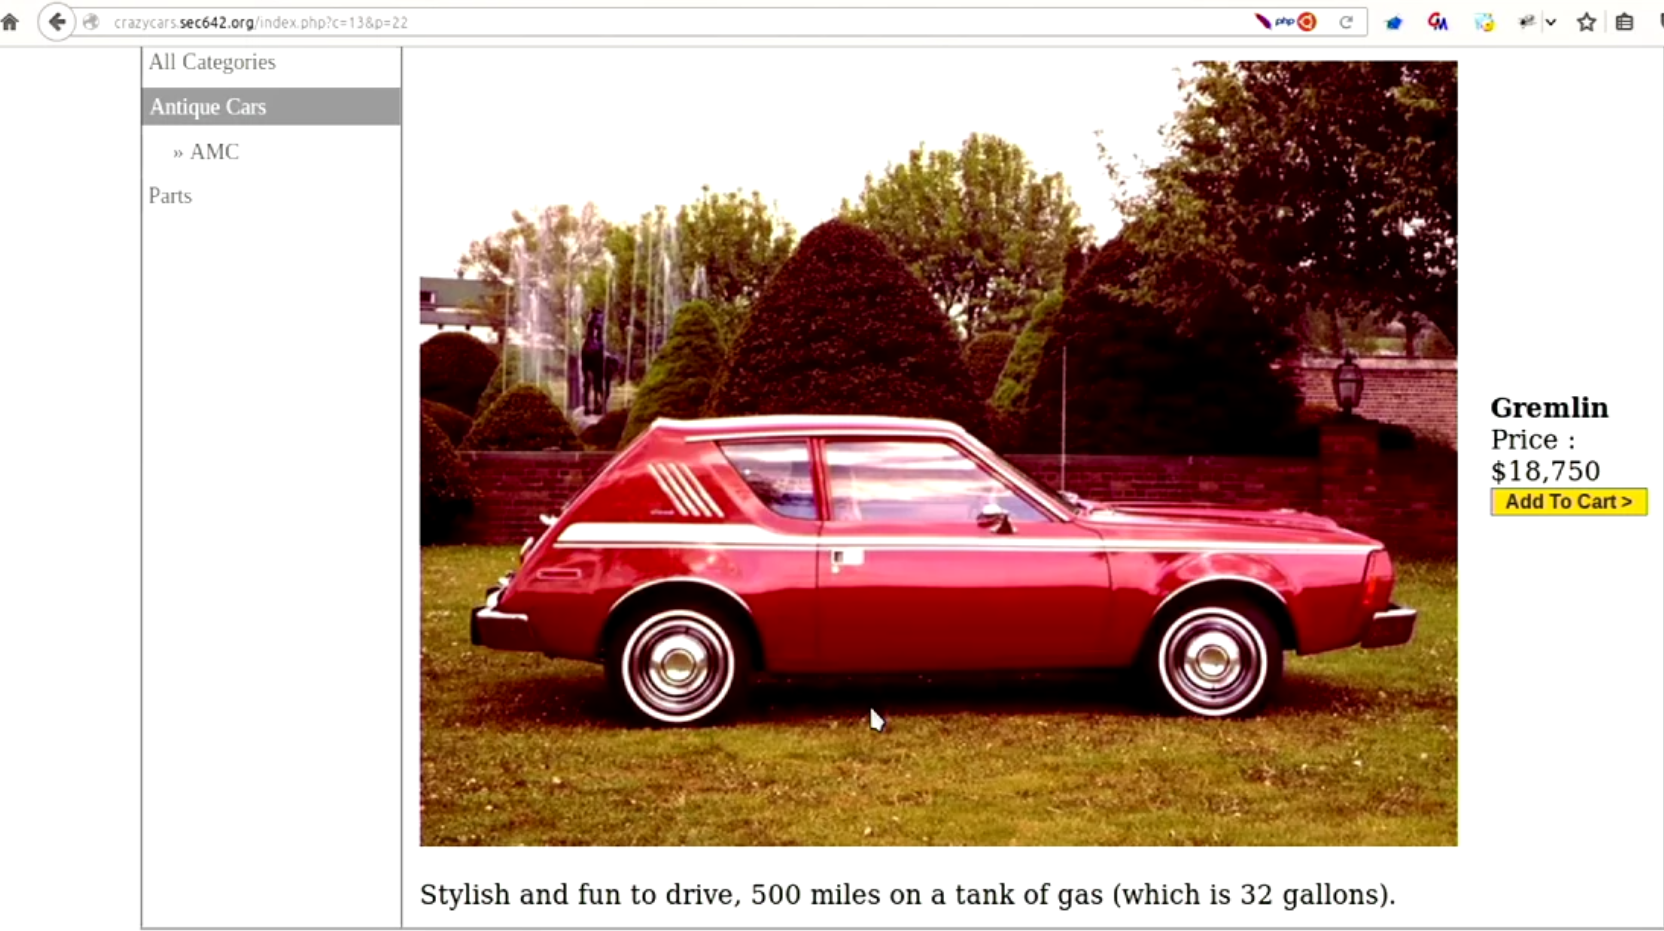 crazycars.sec642.org/index.php?c=13&p=22
php
All Categories
Antique Cars
» AMC
Parts
Gremlin
Price :
$18,750
Add To Cart >
Stylish and fun to drive, 500 miles on a tank of gas (which is 32 gallons).